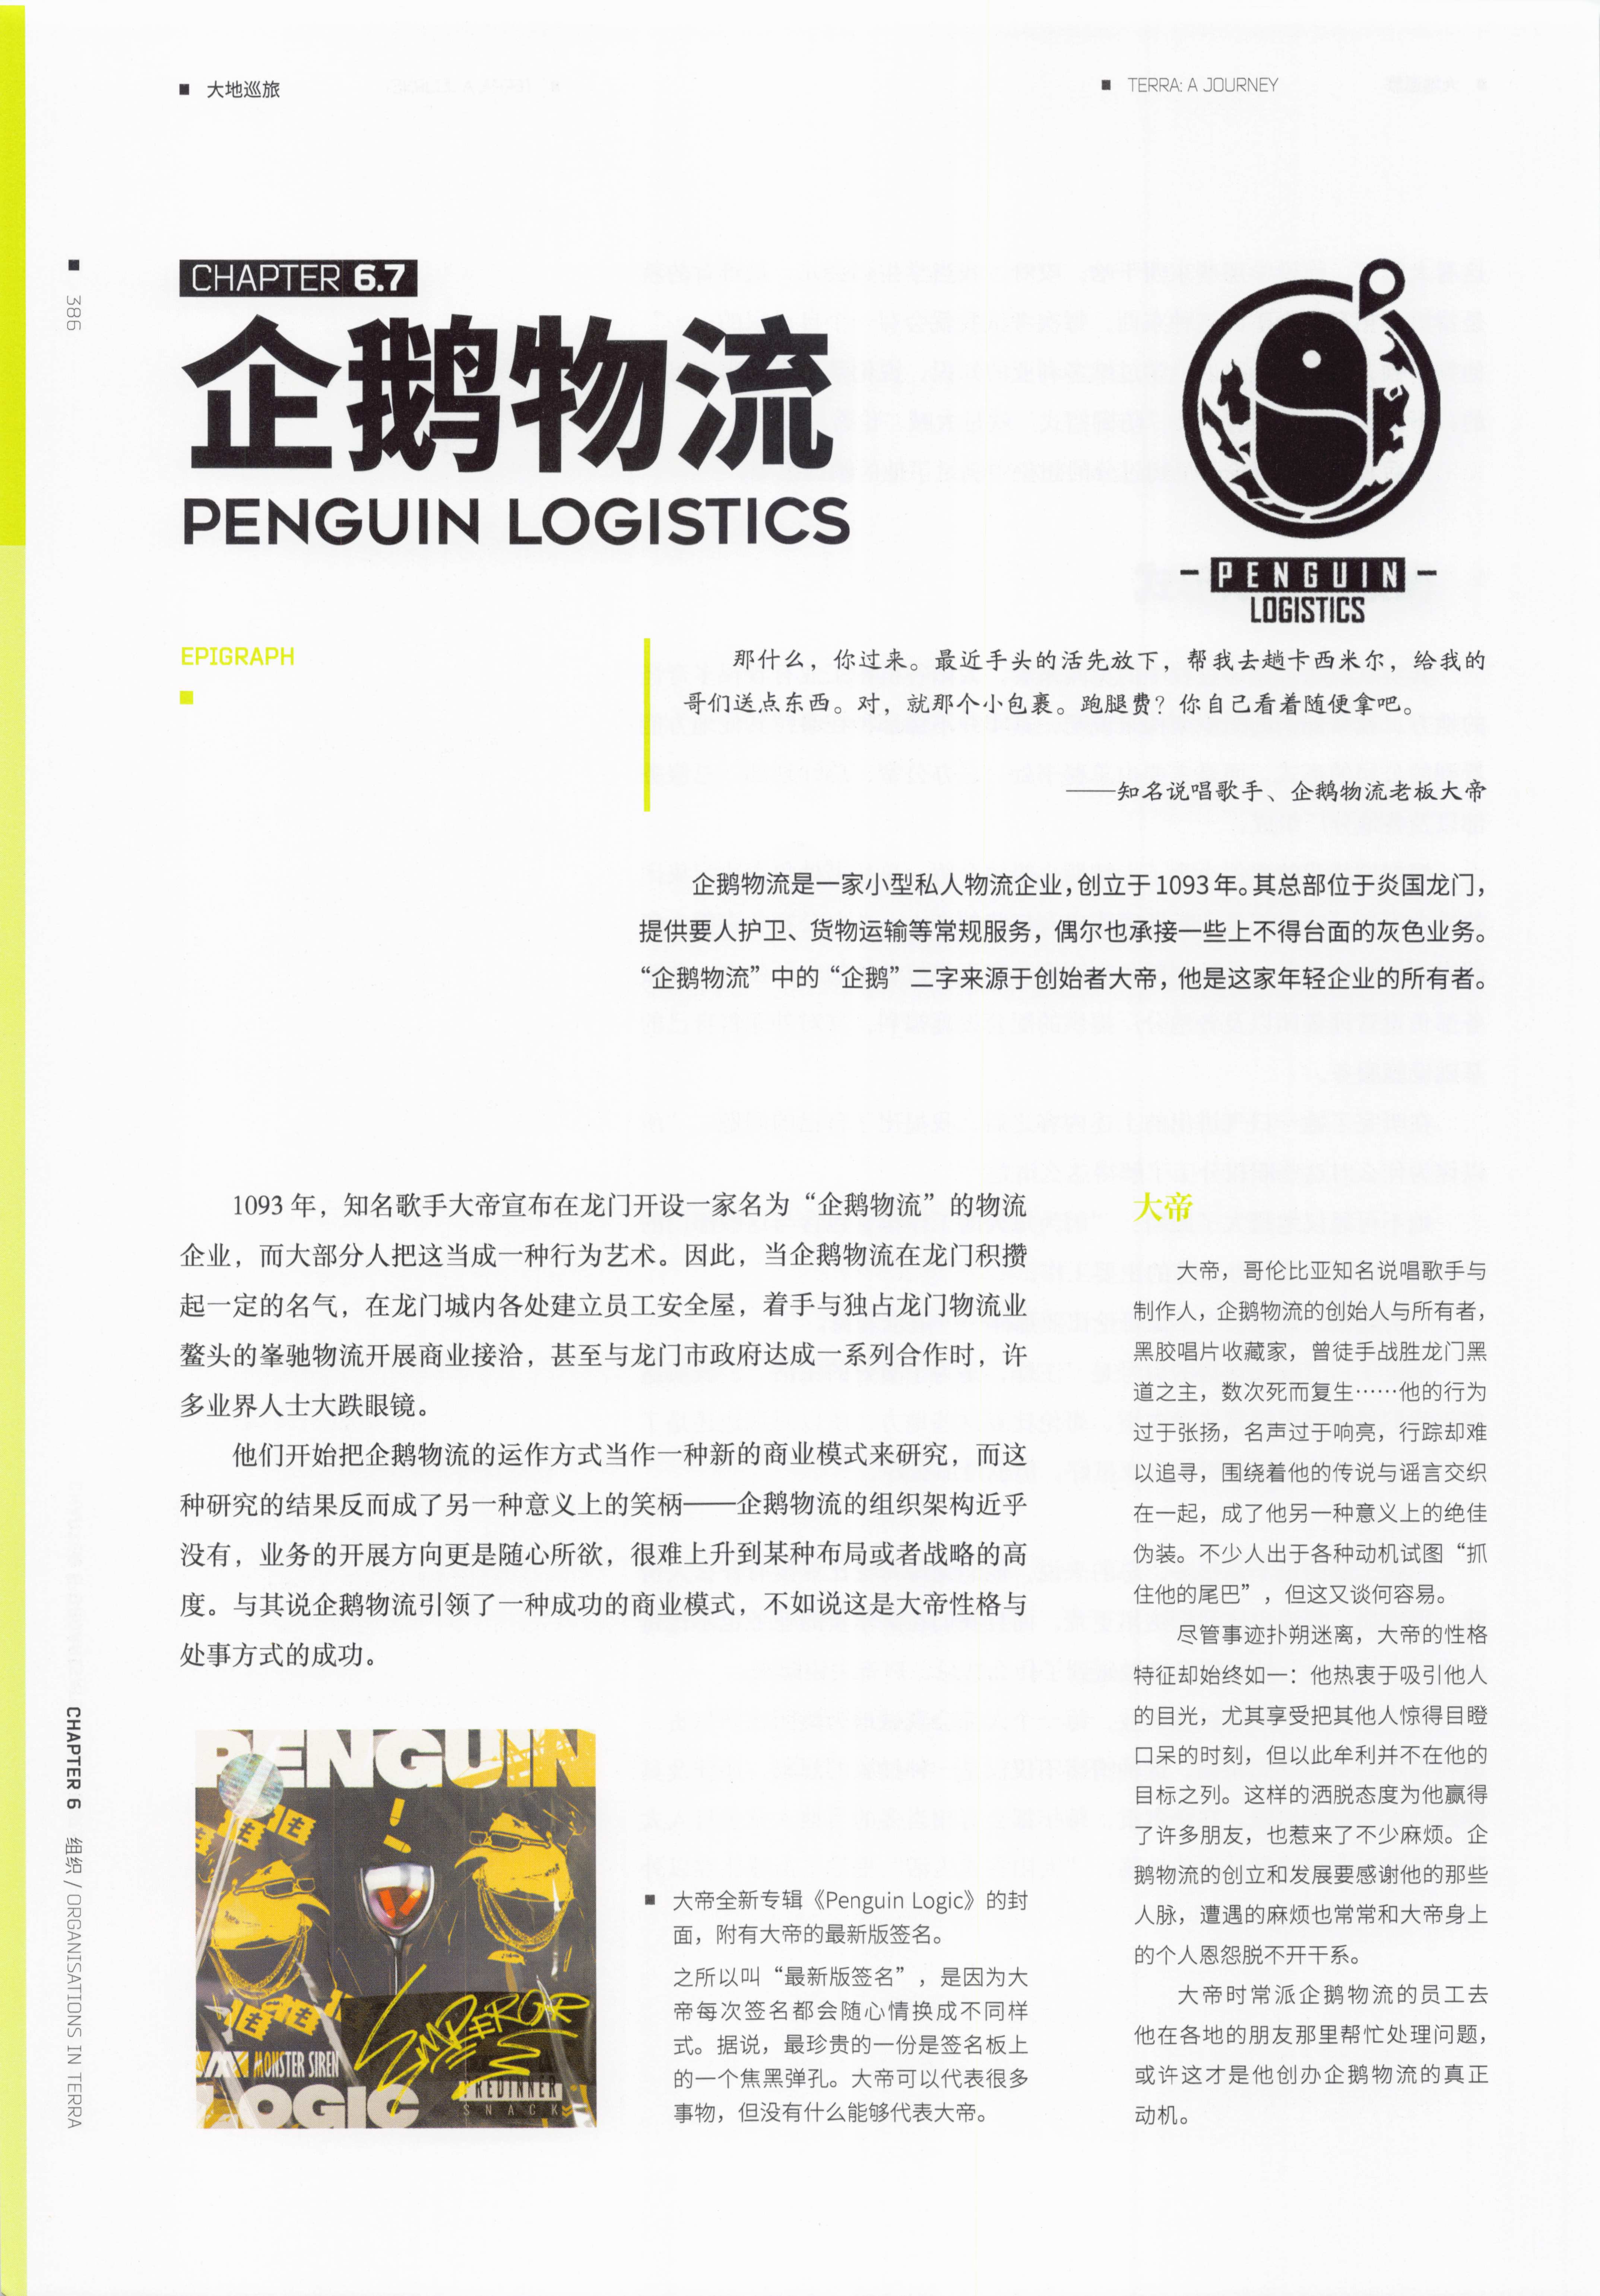 大地巡旅
TERRA: A JOURNEY
386
CHAPTER 6.7
企鹅物流
PENGUIN LOGISTICS
PENGUIN
LOGISTICS
EPIGRAPH
那什么，你过来。最近手头的活先放下，帮我去趟卡西米尔，给我的
哥们送点东西。对，就那个小包裹。跑腿费？你自己看着随便拿吧。
——知名说唱歌手、企鹅物流老板大帝
企鹅物流是一家小型私人物流企业，创立于1093年。其总部位于炎国龙门，
提供要人护卫、货物运输等常规服务，偶尔也承接一些上不得台面的灰色业务。
“企鹅物流”中的“企鹅”二字来源于创始者大帝，他是这家年轻企业的所有者。
1093 年，知名歌手大帝宣布在龙门开设一家名为“企鹅物流”的物流
企业，而大部分人把这当成一种行为艺术。因此，当企鹅物流在龙门积攒
起一定的名气，在龙门城内各处建立员工安全屋，着手与独占龙门物流业
鳌头的峯驰物流开展商业接洽，甚至与龙门市政府达成一系列合作时，许
多业界人士大跌眼镜。
他们开始把企鹅物流的运作方式当作一种新的商业模式来研究，而这
种研究的结果反而成了另一种意义上的笑柄——企鹅物流的组织架构近乎
没有，业务的开展方向更是随心所欲，很难上升到某种布局或者战略的高
度。与其说企鹅物流引领了一种成功的商业模式，不如说这是大帝性格与
处事方式的成功。
PENGUIN
EMPEROR
MONSTER SIREN
LOGIC
PREDINNER
SNACK
大帝全新专辑《Penguin Logic》的封
面，附有大帝的最新版签名。
之所以叫“最新版签名”，是因为大
帝每次签名都会随心情换成不同样
式。据说，最珍贵的一份是签名板上
的一个焦黑弹孔。大帝可以代表很多
事物，但没有什么能够代表大帝。
大帝
大帝，哥伦比亚知名说唱歌手与
制作人，企鹅物流的创始人与所有者，
黑胶唱片收藏家，曾徒手战胜龙门黑
道之主，数次死而复生……他的行为
过于张扬，名声过于响亮，行踪却难
以追寻，围绕着他的传说与谣言交织
在一起，成了他另一种意义上的绝佳
伪装。不少人出于各种动机试图“抓
住他的尾巴”，但这又谈何容易。
尽管事迹扑朔迷离，大帝的性格
特征却始终如一：他热衷于吸引他人
的目光，尤其享受把其他人惊得目瞪
口呆的时刻，但以此牟利并不在他的
目标之列。这样的洒脱态度为他赢得
了许多朋友，也惹来了不少麻烦。企
鹅物流的创立和发展要感谢他的那些
人脉，遭遇的麻烦也常常和大帝身上
的个人恩怨脱不开干系。
大帝时常派企鹅物流的员工去
他在各地的朋友那里帮忙处理问题，
或许这才是他创办企鹅物流的真正
动机。
CHAPTER 6 组织 / ORGANISATIONS IN TERRA